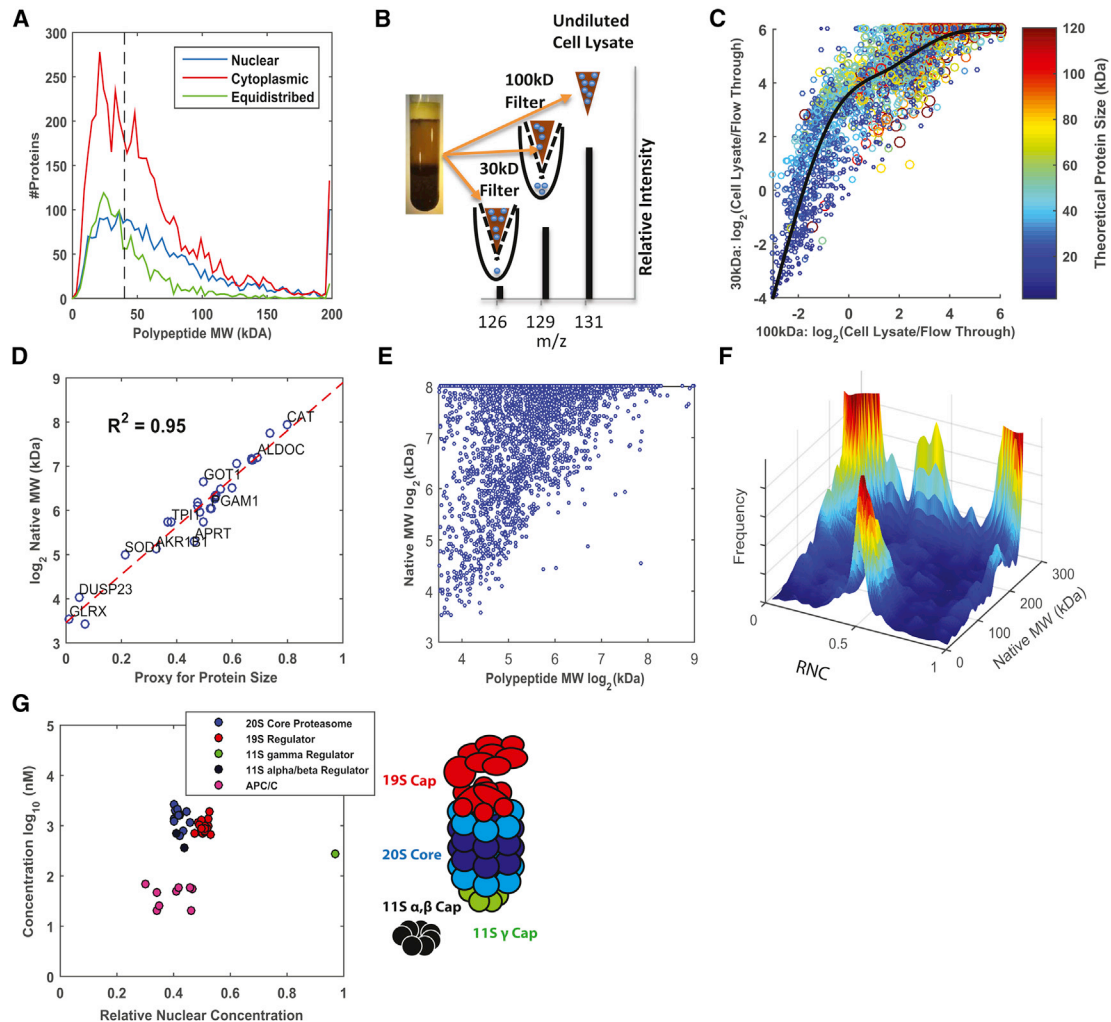 A
300
250
200
150
100
50
0
#Proteins
Nuclear
Cytoplasmic
Equidistributed
0
50
100
150
200
Polypeptide MW (kDA)
B
Undiluted
Cell Lysate
100kD
Filter
30kD
Filter
Relative Intensity
126
129
131
m/z
C
6
4
2
0
-2
-4
30kDa: log2(Cell Lysate/Flow Through)
-2
0
2
4
6
100kDa: log2(Cell Lysate/Flow Through)
120
100
80
60
40
20
Theoretical Protein Size (kDa)
D
9
8
7
6
5
4
3
log2 Native MW (kDa)
R2 = 0.95
CAT
ALDOC
GOT1
PGAM1
TPI1
APRT
AKR1B1
SOD1
DUSP23
GLRX
0
0.2
0.4
0.6
0.8
1
Proxy for Protein Size
E
8
7
6
5
4
3
Native MW log2(kDa)
4
5
6
7
8
9
Polypeptide MW log2(kDa)
F
Frequency
0
0.5
1
RNC
0
100
200
300
Native MW (kDa)
G
5
4
3
2
1
0
Concentration log10 (nM)
20S Core Proteasome
19S Regulator
11S gamma Regulator
11S alpha/beta Regulator
APC/C
0
0.2
0.4
0.6
0.8
1
Relative Nuclear Concentration
19S Cap
20S Core
11S α,β Cap
11S γ Cap